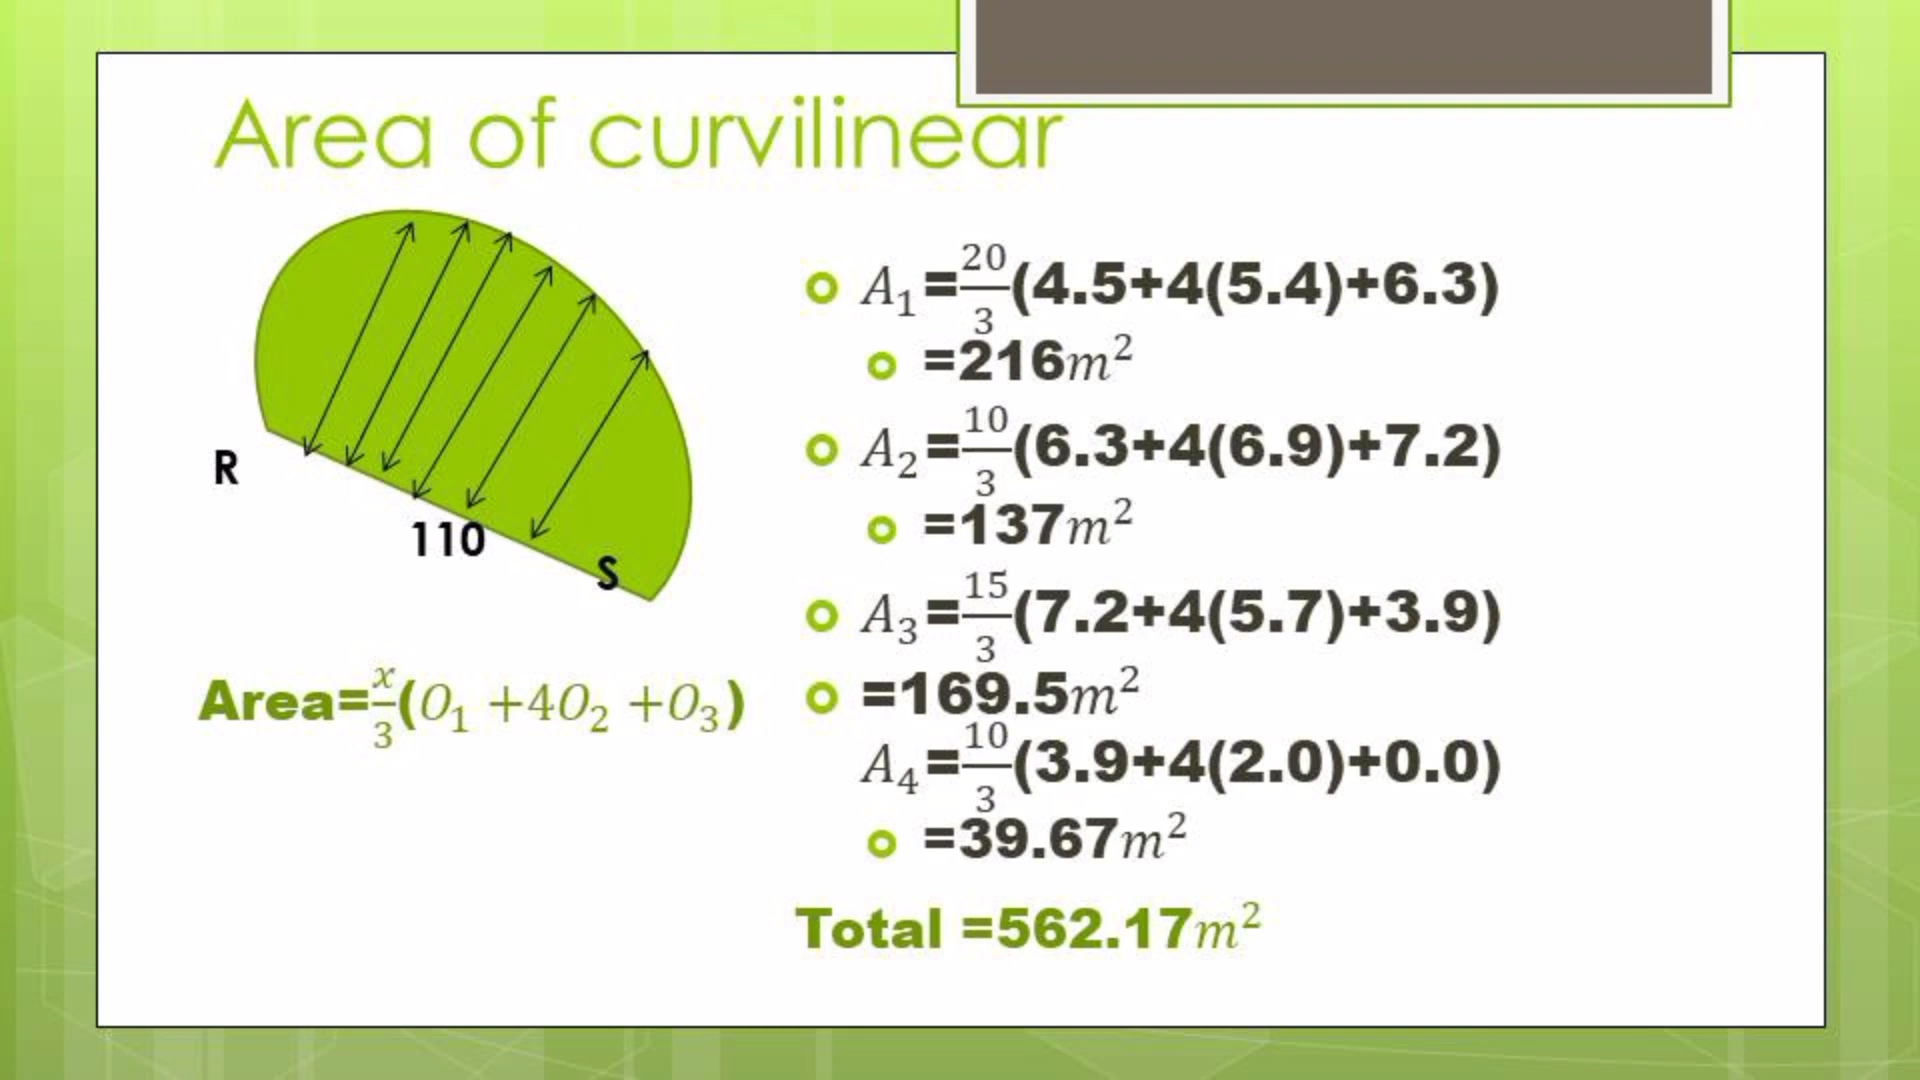 Area of curvilinear
R
110
S
Area=x/3(O₁ +4O₂ +O₃)
A₁=20/3(4.5+4(5.4)+6.3)
=216m²
A₂=10/3(6.3+4(6.9)+7.2)
=137m²
A₃=15/3(7.2+4(5.7)+3.9)
=169.5m²
A₄=10/3(3.9+4(2.0)+0.0)
=39.67m²
Total =562.17m²